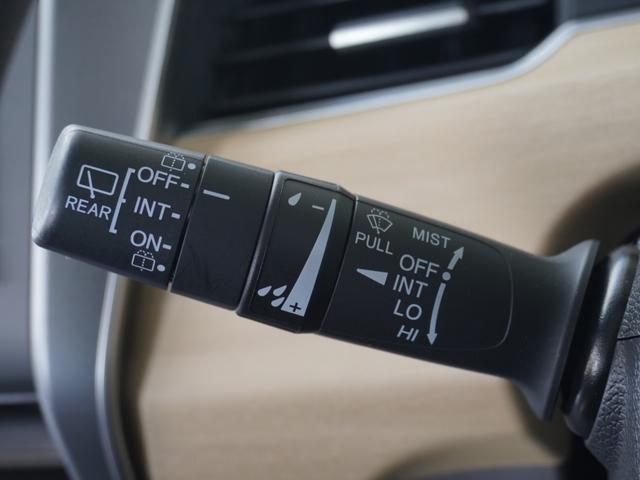 REAR
OFF
INT
ON
−
+
PULL
MIST
OFF
INT
LO
HI